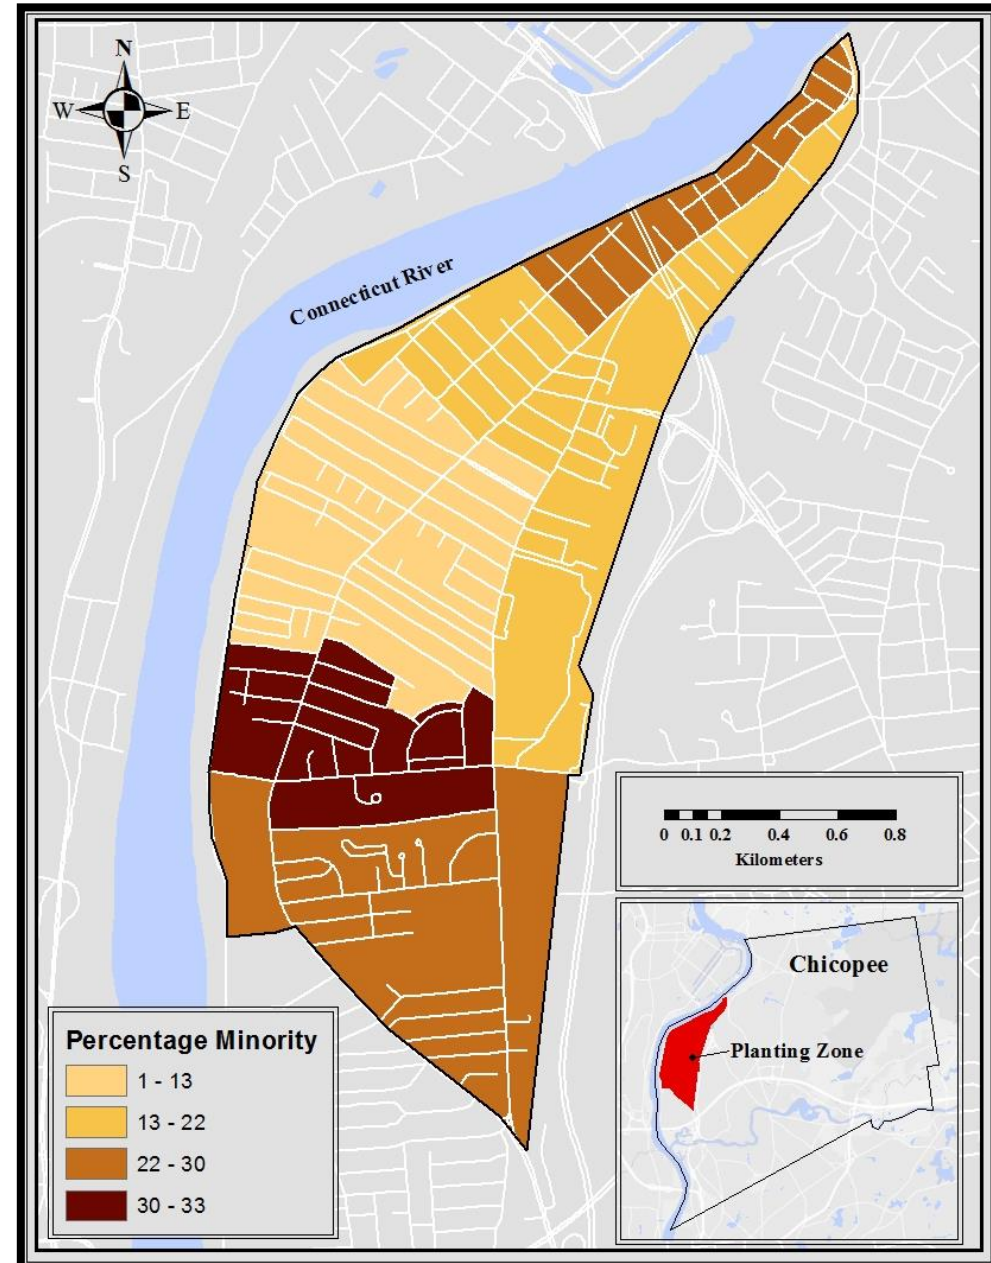 N
W E
S
Connecticut River
0 0.1 0.2 0.4 0.6 0.8
Kilometers
Chicopee
Planting Zone
Percentage Minority
1 - 13
13 - 22
22 - 30
30 - 33